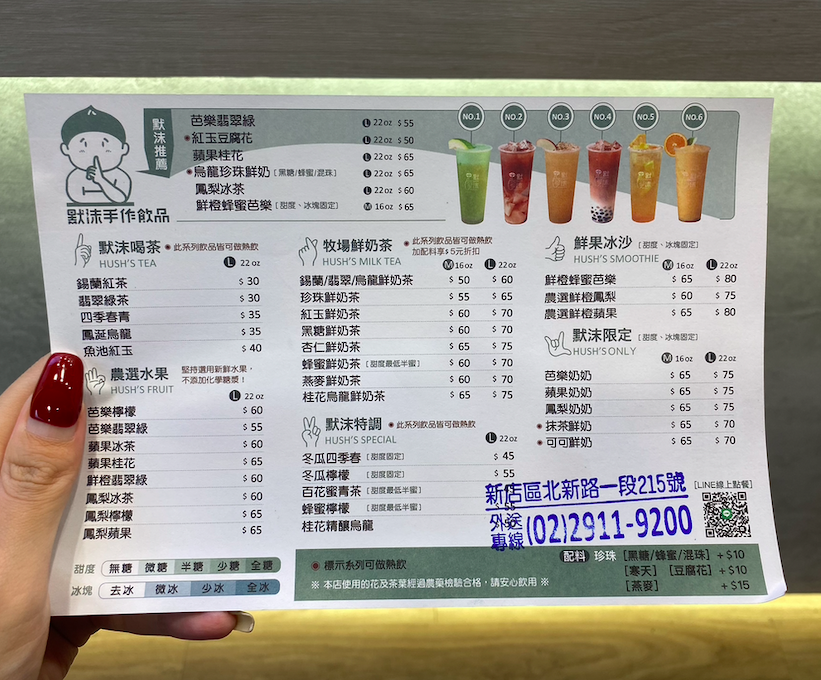 默沫手作飲品
默沫推薦
芭樂翡翠綠 L 22oz $55
紅玉豆腐花 L 22oz $50
蘋果桂花 L 22oz $65
烏龍珍珠鮮奶 [黑糖/蜂蜜/混珠] L 22oz $65
鳳梨冰茶 L 22oz $60
鮮橙蜂蜜芭樂 [甜度、冰塊固定] M 16oz $65
NO.1 NO.2 NO.3 NO.4 NO.5 NO.6
默沫喝茶 此系列飲品皆可做熱飲
HUSH'S TEA L 22oz
錫蘭紅茶 $30
翡翠綠茶 $30
四季春青 $35
鳳誕烏龍 $35
魚池紅玉 $40
農選水果 堅持選用新鮮水果,
不添加化學糖漿!
HUSH'S FRUIT
L 22oz
芭樂檸檬 $60
芭樂翡翠綠 $55
蘋果冰茶 $60
蘋果桂花 $65
鮮橙翡翠綠 $60
鳳梨冰茶 $60
鳳梨檸檬 $65
鳳梨蘋果 $65
甜度 無糖 微糖 半糖 少糖 全糖
冰塊 去冰 微冰 少冰 全冰
牧場鮮奶茶 此系列飲品皆可做熱飲
加配料享$5元折扣
HUSH'S MILK TEA M 16oz L 22oz
錫蘭/翡翠/烏龍鮮奶茶 $50 $60
珍珠鮮奶茶 $55 $65
紅玉鮮奶茶 $60 $70
黑糖鮮奶茶 $60 $70
杏仁鮮奶茶 $65 $75
蜂蜜鮮奶茶 [甜度最低半蜜] $60 $70
燕麥鮮奶茶 $60 $70
桂花烏龍鮮奶茶 $65 $75
默沫特調 此系列飲品皆可做熱飲
HUSH'S SPECIAL L 22oz
冬瓜四季春 [甜度固定] $45
冬瓜檸檬 [甜度固定] $55
百花蜜青茶 [甜度最低半蜜]
蜂蜜檸檬 [甜度最低半蜜]
桂花精釀烏龍
鮮果冰沙 [甜度、冰塊固定]
HUSH'S SMOOTHIE M 16oz L 22oz
鮮橙蜂蜜芭樂 $65 $80
農選鮮橙鳳梨 $60 $75
農選鮮橙蘋果 $65 $80
默沫限定 [甜度、冰塊固定]
HUSH'S ONLY
M 16oz L 22oz
芭樂奶奶 $65 $75
蘋果奶奶 $65 $75
鳳梨奶奶 $65 $75
抹茶鮮奶 $65 $70
可可鮮奶 $65 $70
新店區北新路一段215號
外送專線 (02)2911-9200
[LINE線上點餐]
標示系列可做熱飲
※ 本店使用的花及茶葉經過農藥檢驗合格,請安心飲用 ※
配料 珍珠 [黑糖/蜂蜜/混珠] +$10
[寒天] [豆腐花] +$10
[燕麥] +$15